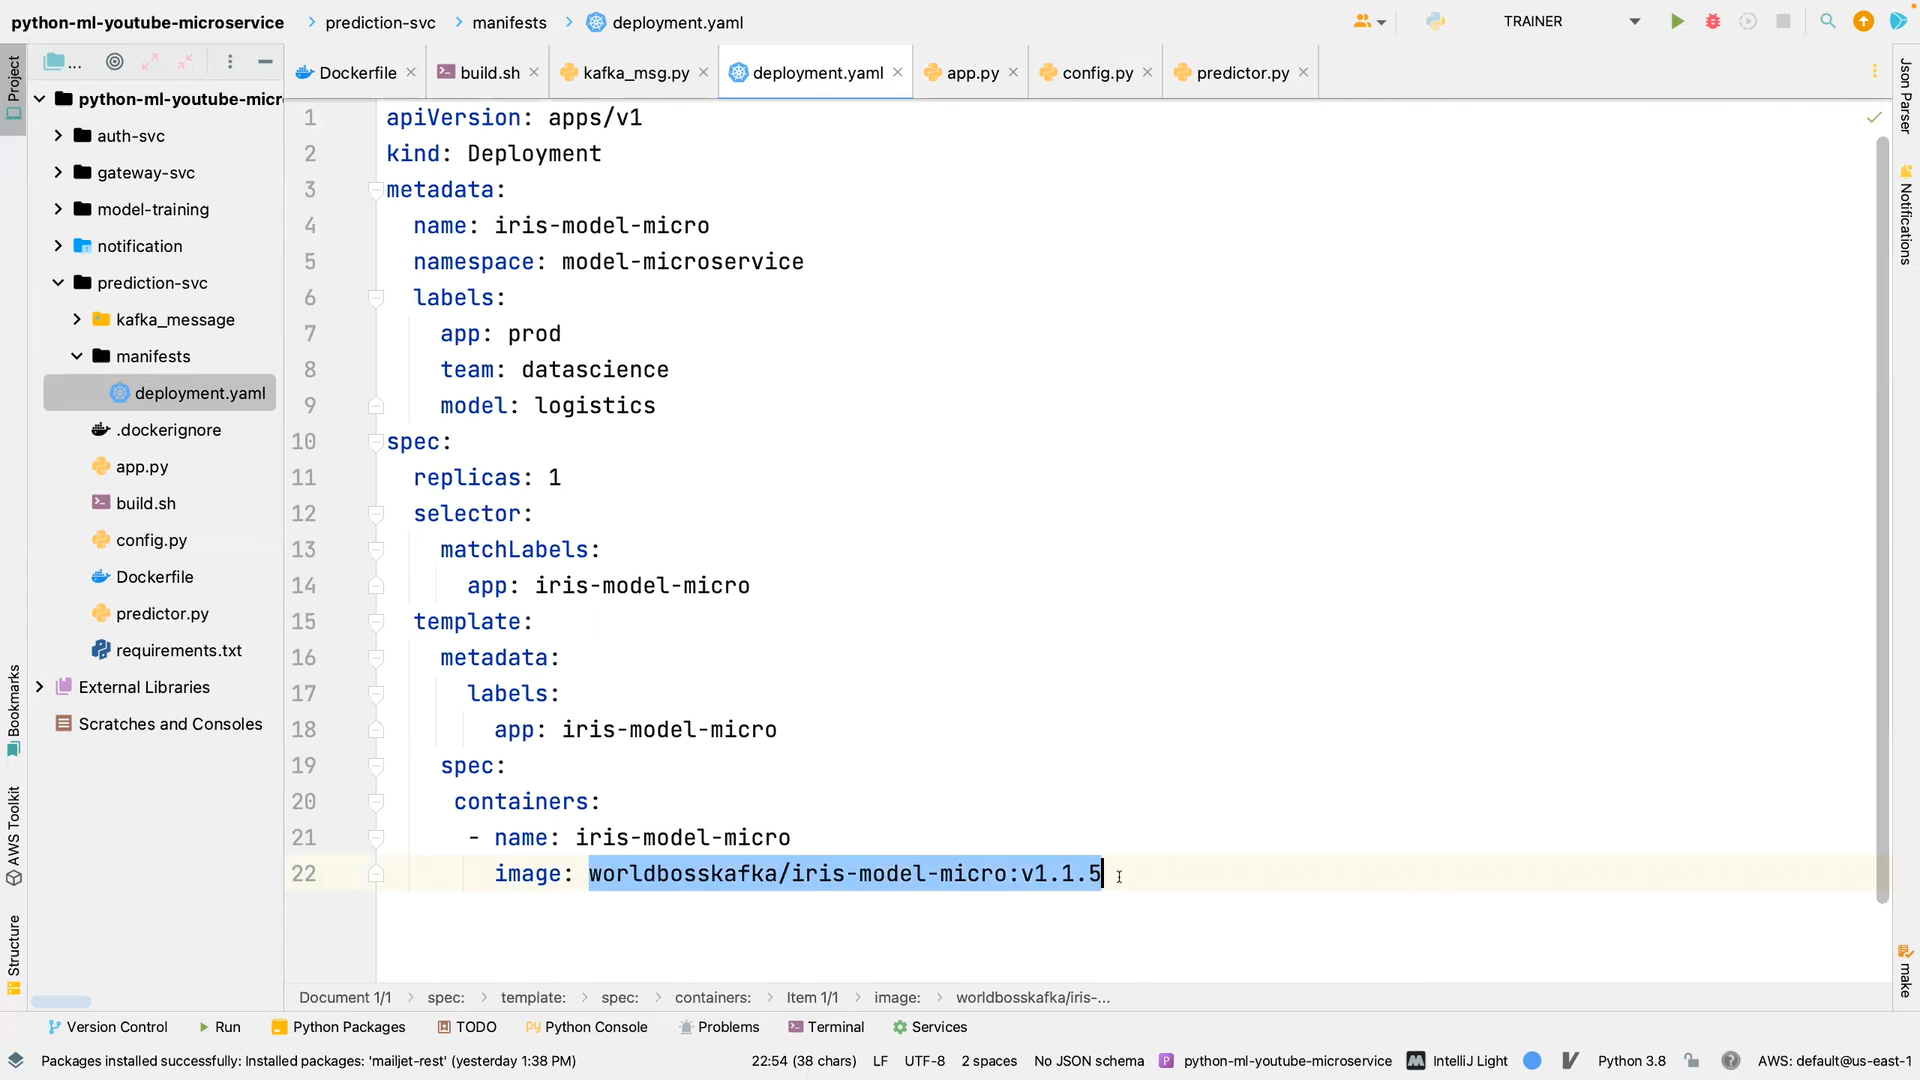 python-ml-youtube-microservice prediction-svc manifests deployment.yaml TRAINER
Project
...
Dockerfile build.sh kafka_msg.py deployment.yaml app.py config.py predictor.py
python-ml-youtube-micr
auth-svc
gateway-svc
model-training
notification
prediction-svc
kafka_message
manifests
deployment.yaml
.dockerignore
app.py
build.sh
config.py
Dockerfile
predictor.py
requirements.txt
External Libraries
Scratches and Consoles
Bookmarks
AWS Toolkit
Structure
1 apiVersion: apps/v1
2 kind: Deployment
3 metadata:
4 name: iris-model-micro
5 namespace: model-microservice
6 labels:
7 app: prod
8 team: datascience
9 model: logistics
10 spec:
11 replicas: 1
12 selector:
13 matchLabels:
14 app: iris-model-micro
15 template:
16 metadata:
17 labels:
18 app: iris-model-micro
19 spec:
20 containers:
21 - name: iris-model-micro
22 image: worldbosskafka/iris-model-micro:v1.1.5
Json Parser
Notifications
make
Document 1/1 spec: template: spec: containers: Item 1/1 image: worldbosskafka/iris-...
Version Control Run Python Packages TODO Python Console Problems Terminal Services
Packages installed successfully: Installed packages: 'mailjet-rest' (yesterday 1:38 PM) 22:54 (38 chars) LF UTF-8 2 spaces No JSON schema python-ml-youtube-microservice IntelliJ Light Python 3.8 AWS: default@us-east-1